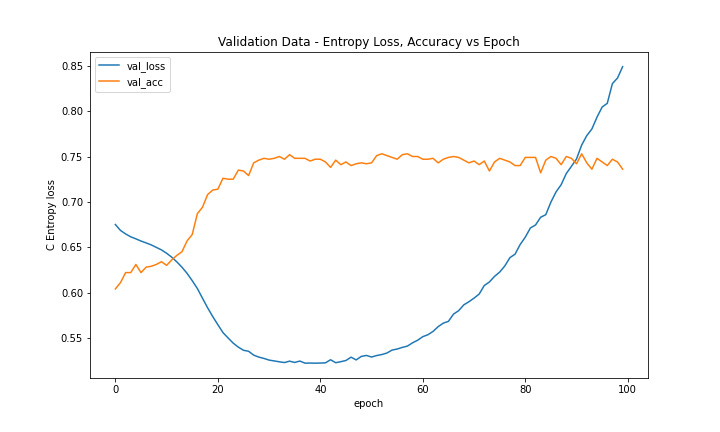 Validation Data - Entropy Loss, Accuracy vs Epoch
val_loss
val_acc
0.85
0.80
0.75
0.70
0.65
0.60
0.55
C Entropy loss
0 20 40 60 80 100
epoch